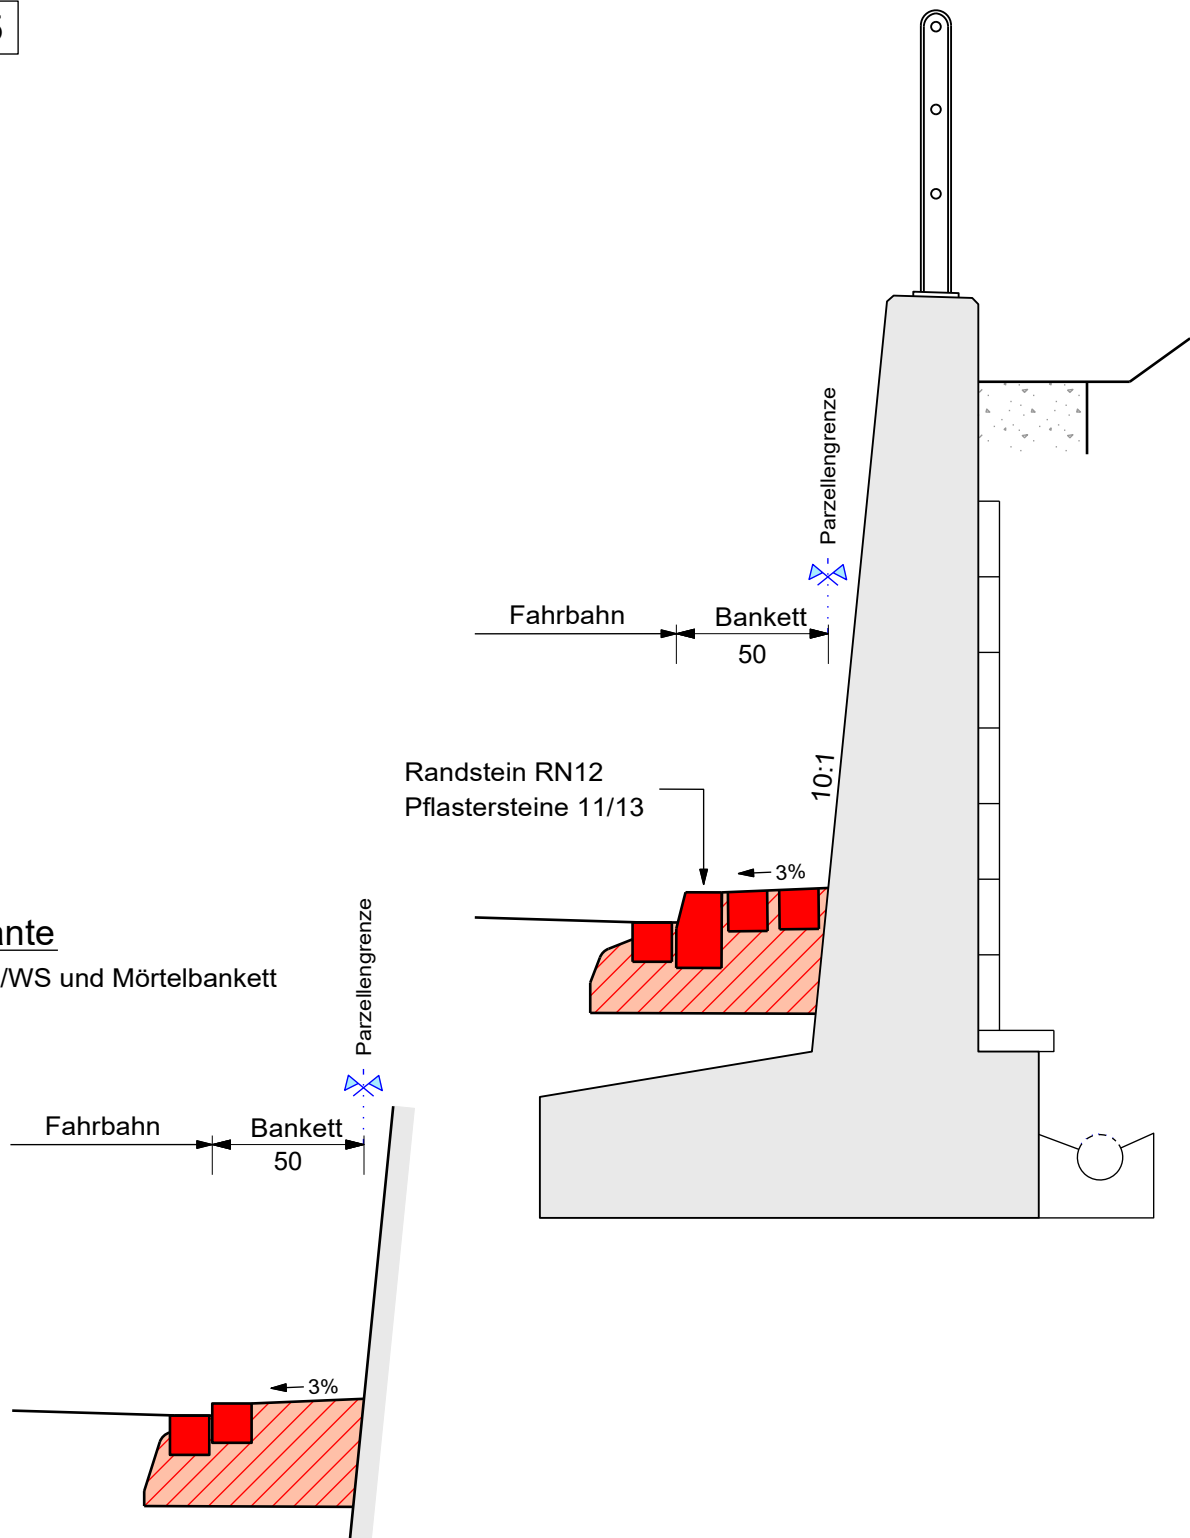 Parzellengrenze
Fahrbahn
Bankett
50
10:1
Randstein RN12
Pflastersteine 11/13
3%
/WS und Mörtelbankett
Parzellengrenze
Fahrbahn
Bankett
50
3%